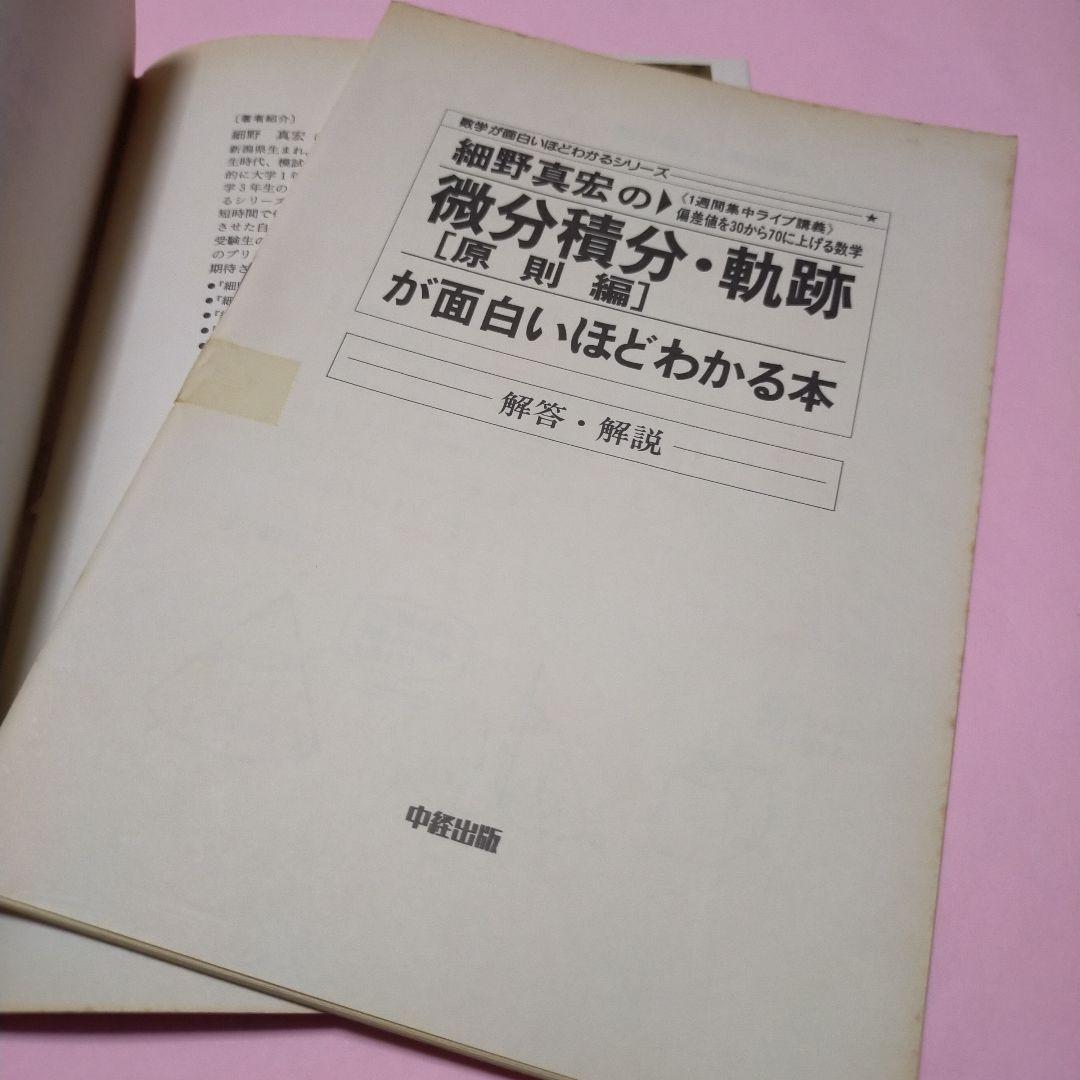 〔著者紹介〕
細野 真宏
新潟県生まれ。
生時代、模試
的に大学1年
学3年生の
るシリーズ
短時間で
させた自
受験生の
のプリ
期待さ
●『細
●『細
数学が面白いほどわかるシリーズ
細野真宏の▶
《1週間集中ライブ講義》
偏差値を30から70に上げる数学
★
微分積分・軌跡
[原則編]
が面白いほどわかる本
解答・解説
中経出版